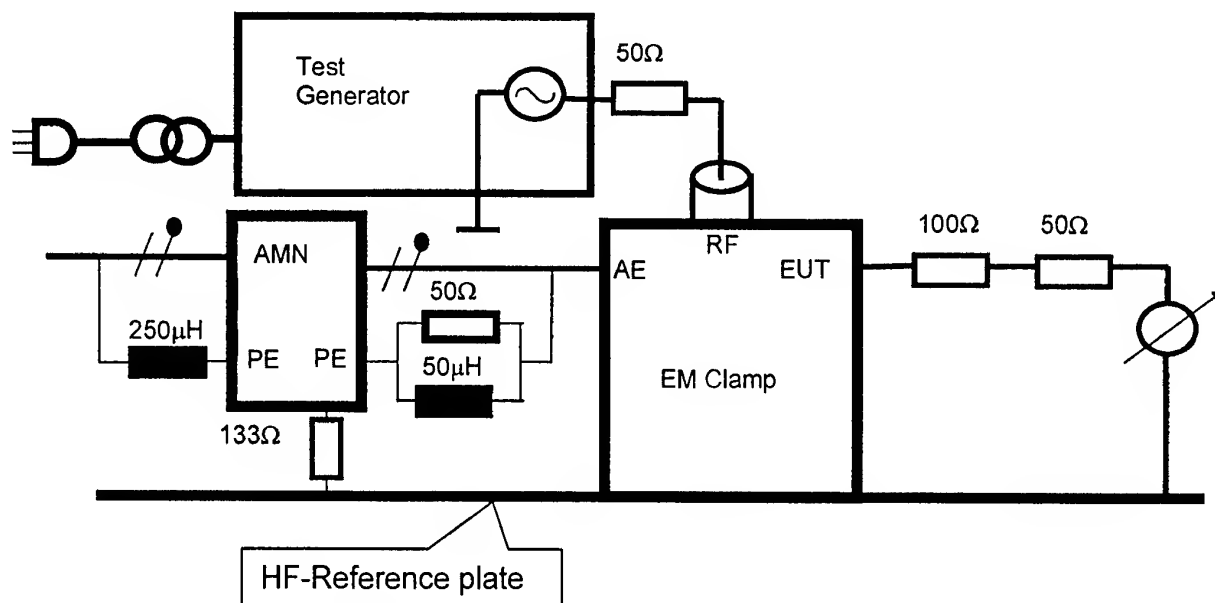 Test
Generator
50Ω
RF
AMN
AE
EUT
100Ω
50Ω
250μH
PE
PE
50Ω
50μH
EM Clamp
133Ω
HF-Reference plate